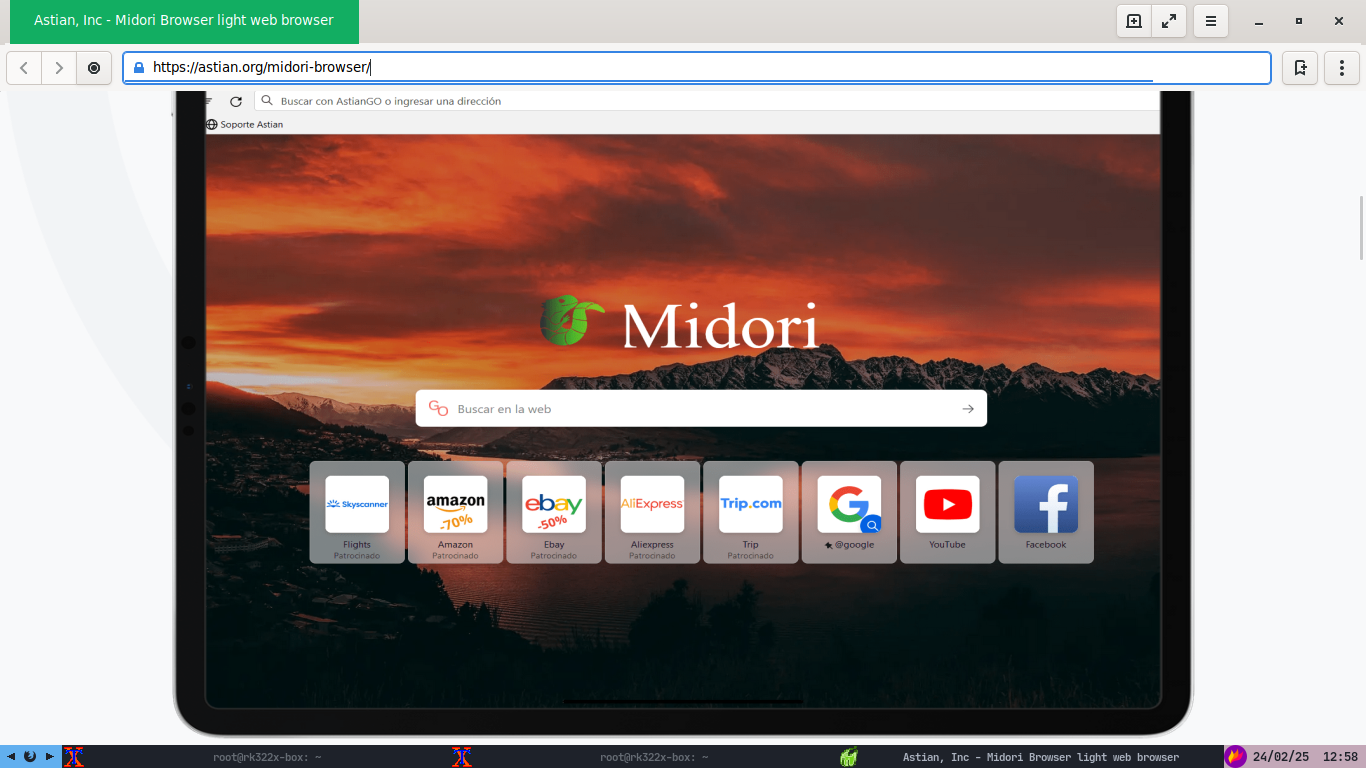 Astian, Inc - Midori Browser light web browser
https://astian.org/midori-browser/
Buscar con AstianGO o ingresar una dirección
Soporte Astian
Midori
GO Buscar en la web
Skyscanner
Flights
Patrocinado
amazon
-70%
Amazon
Patrocinado
ebay
-50%
Ebay
Patrocinado
AliExpress
Aliexpress
Patrocinado
Trip.com
Trip
Patrocinado
G
@google
YouTube
f
Facebook
root@rk322x-box: ~
root@rk322x-box: ~
Astian, Inc - Midori Browser light web browser
24/02/25 12:58